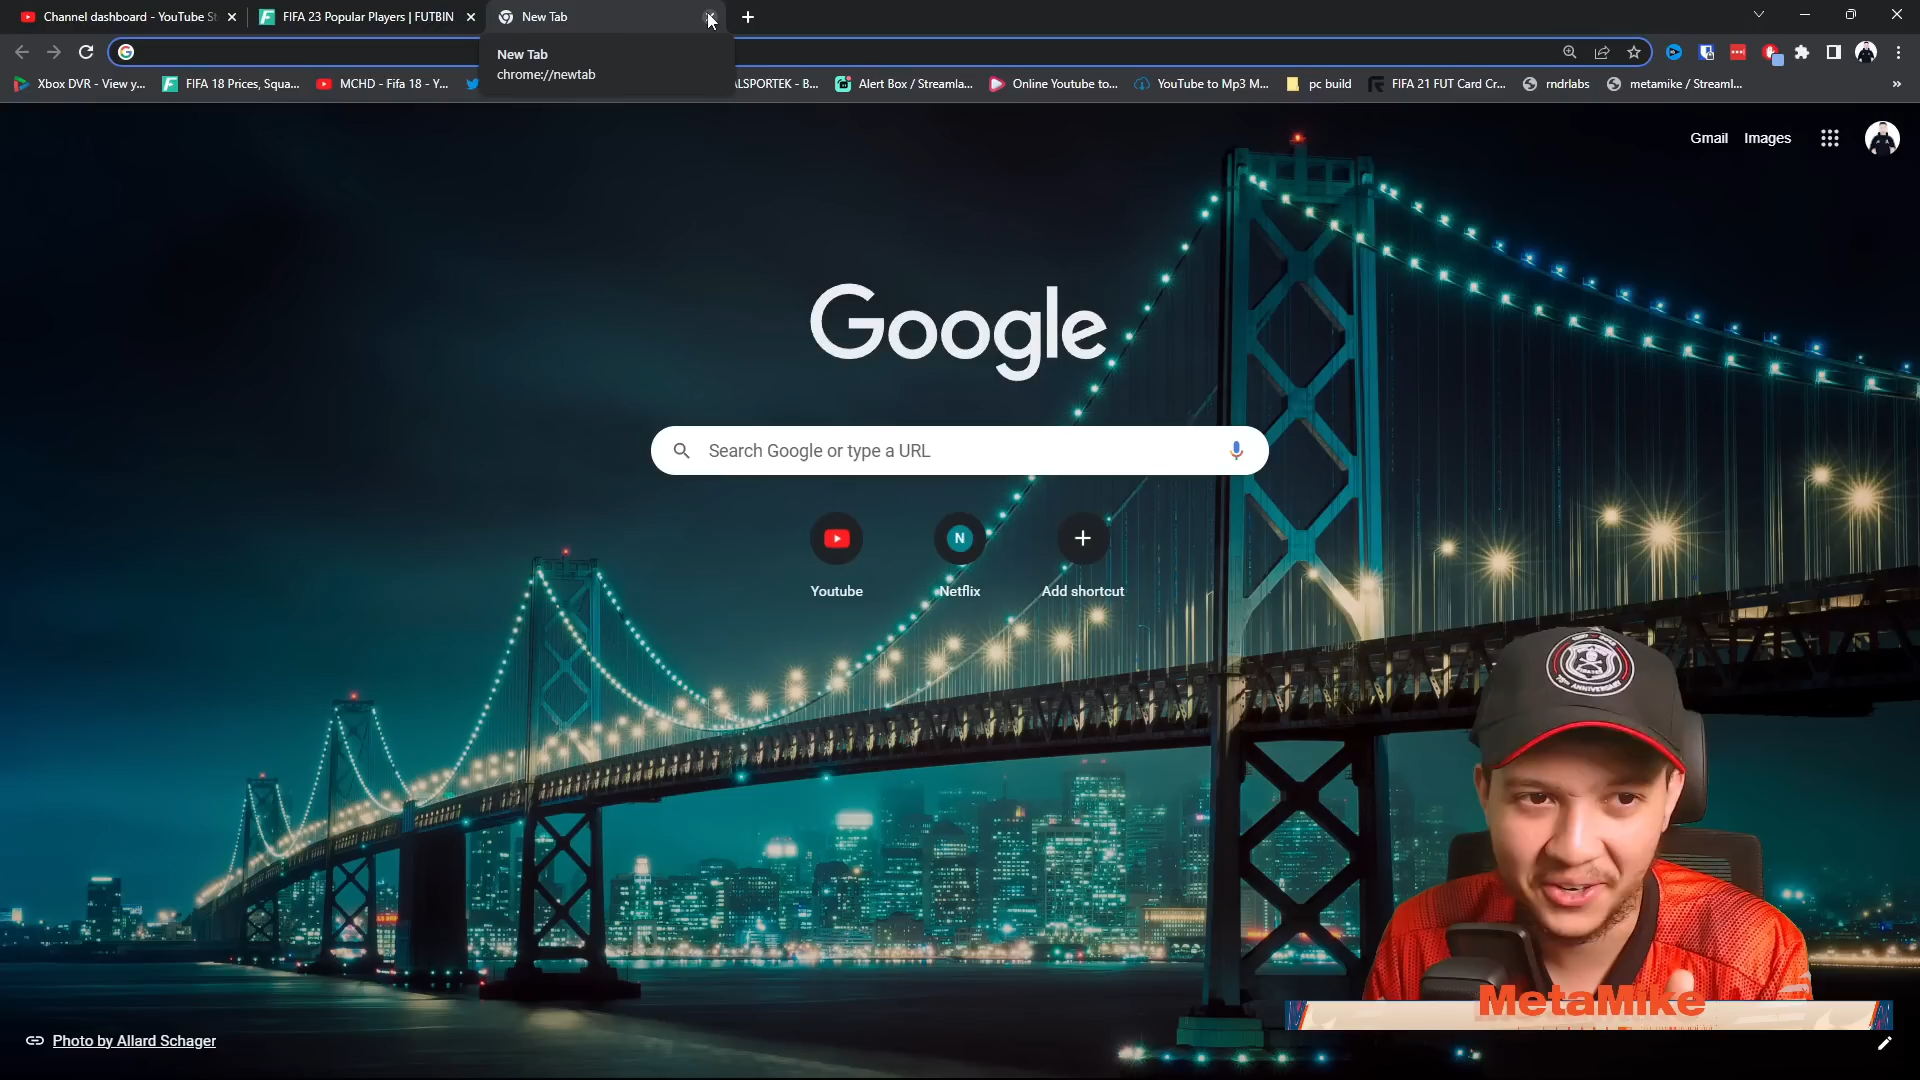 Channel dashboard - YouTube St
FIFA 23 Popular Players | FUTBIN
New Tab
New Tab
chrome://newtab
Xbox DVR - View y...
FIFA 18 Prices, Squa...
MCHD - Fifa 18 - Y...
ALSPORTEK - B...
Alert Box / Streamla...
Online Youtube to...
YouTube to Mp3 M...
pc build
FIFA 21 FUT Card Cr...
rndrlabs
metamike / Streaml...
Gmail
Images
Google
Search Google or type a URL
N
Youtube
Netflix
Add shortcut
75TH ANNIVERSARY
MetaMike
Photo by Allard Schager